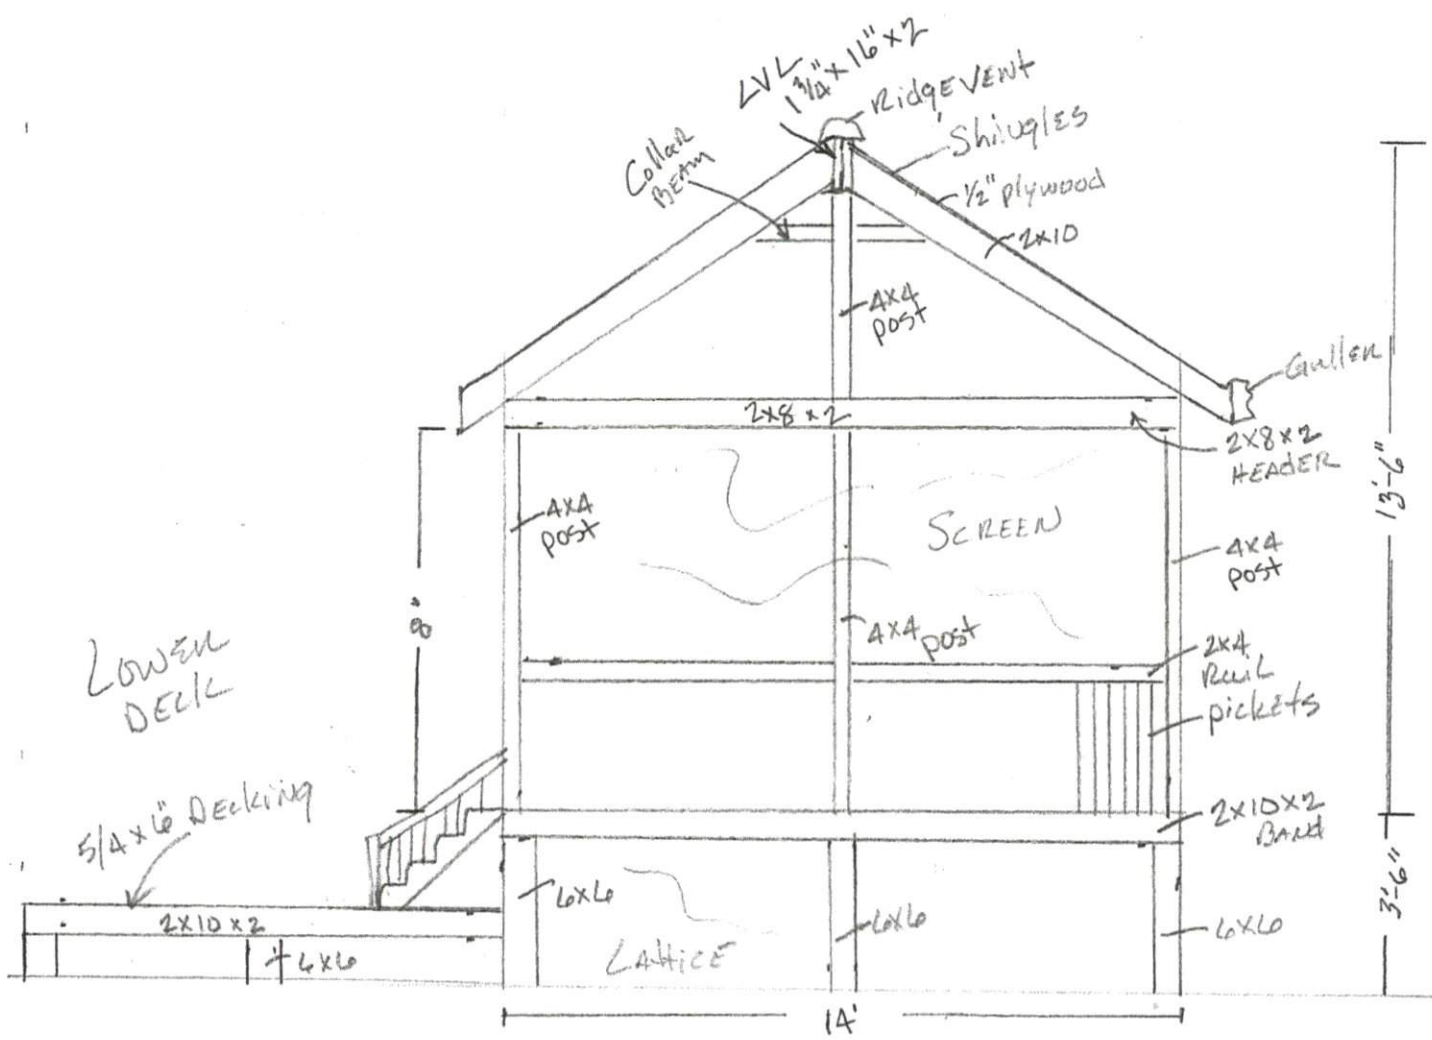 LVL
1 3/4" x 16" x 2
RidgEVENT
Shingles
Collar
BEAM
1/2" plywood
2x10
4x4
post
Gutter
2x8 x 2
2x8x2
HEADER
13'-6"
4x4
post
SCREEN
4x4
post
8'
4x4 post
2x4
Rail
pickets
LOWER
DECK
5/4 x 6" DEckiNg
2x10x2
BAND
2x10 x 2
6x6
6x6
6x6
6x6
LATTICE
3'-6"
14'